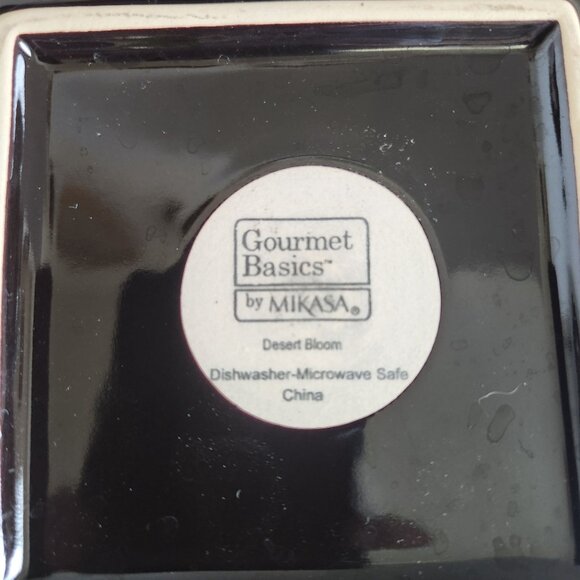 Gourmet
Basics™
by MIKASA®
Desert Bloom
Dishwasher-Microwave Safe
China